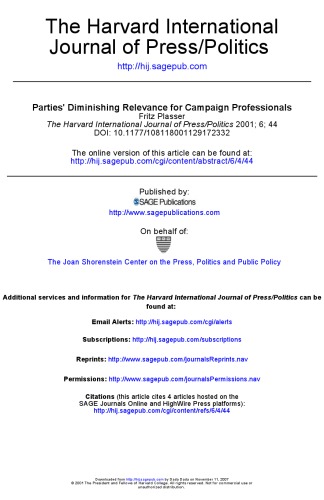 The Harvard International
Journal of Press/Politics
http://hij.sagepub.com
Parties' Diminishing Relevance for Campaign Professionals
Fritz Plasser
The Harvard International Journal of Press/Politics 2001; 6; 44
DOI: 10.1177/108118001129172332
The online version of this article can be found at:
http://hij.sagepub.com/cgi/content/abstract/6/4/44
Published by:
SAGE Publications
http://www.sagepublications.com
On behalf of:
The Joan Shorenstein Center on the Press, Politics and Public Policy
Additional services and information for The Harvard International Journal of Press/Politics can be
found at:
Email Alerts: http://hij.sagepub.com/cgi/alerts
Subscriptions: http://hij.sagepub.com/subscriptions
Reprints: http://www.sagepub.com/journalsReprints.nav
Permissions: http://www.sagepub.com/journalsPermissions.nav
Citations (this article cites 4 articles hosted on the
SAGE Journals Online and HighWire Press platforms):
http://hij.sagepub.com/cgi/content/refs/6/4/44
Downloaded from http://hij.sagepub.com by Dada Dada on November 11, 2007
© 2001 The President and Fellows of Harvard College. All rights reserved. Not for commercial use or
unauthorized distribution.